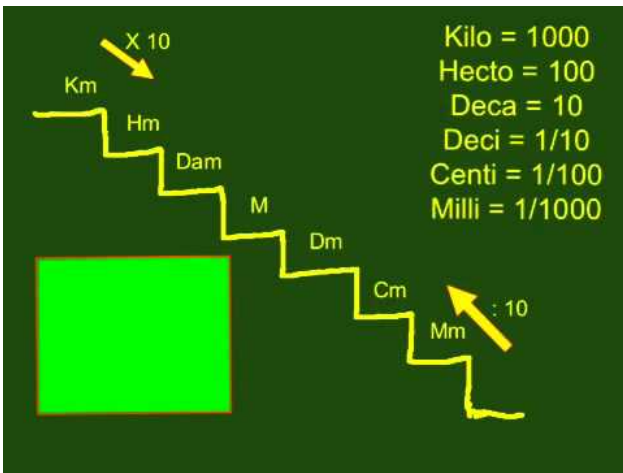 X 10
Km
Hm
Dam
M
Dm
Cm
Mm
: 10
Kilo = 1000
Hecto = 100
Deca = 10
Deci = 1/10
Centi = 1/100
Milli = 1/1000